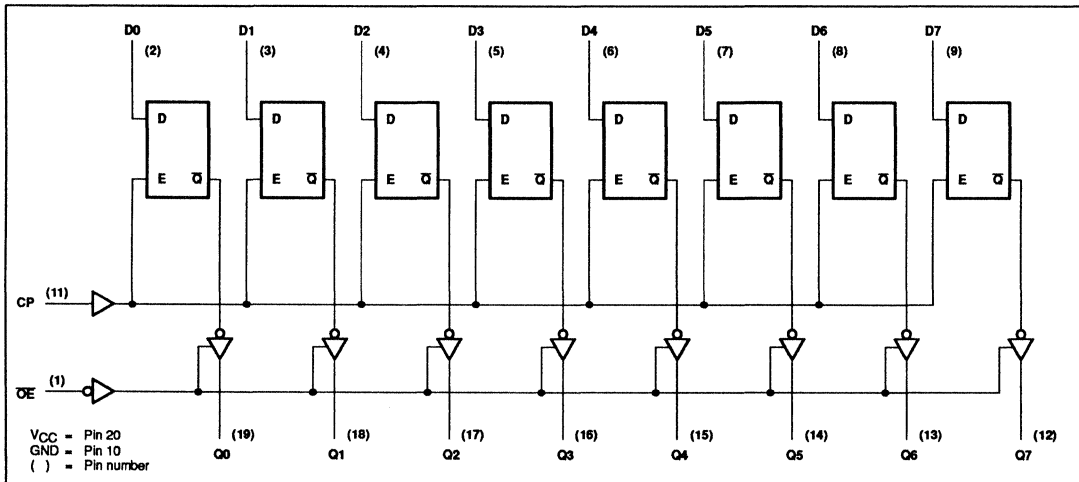 D0 D1 D2 D3 D4 D5 D6 D7
(2) (3) (4) (5) (6) (7) (8) (9)
D D D D D D D D
E Q̅ E Q̅ E Q̅ E Q̅ E Q̅ E Q̅ E Q̅ E Q̅
CP (11)
O̅E̅ (1)
(19) (18) (17) (16) (15) (14) (13) (12)
Q0 Q1 Q2 Q3 Q4 Q5 Q6 Q7
VCC = Pin 20
GND = Pin 10
( ) = Pin number